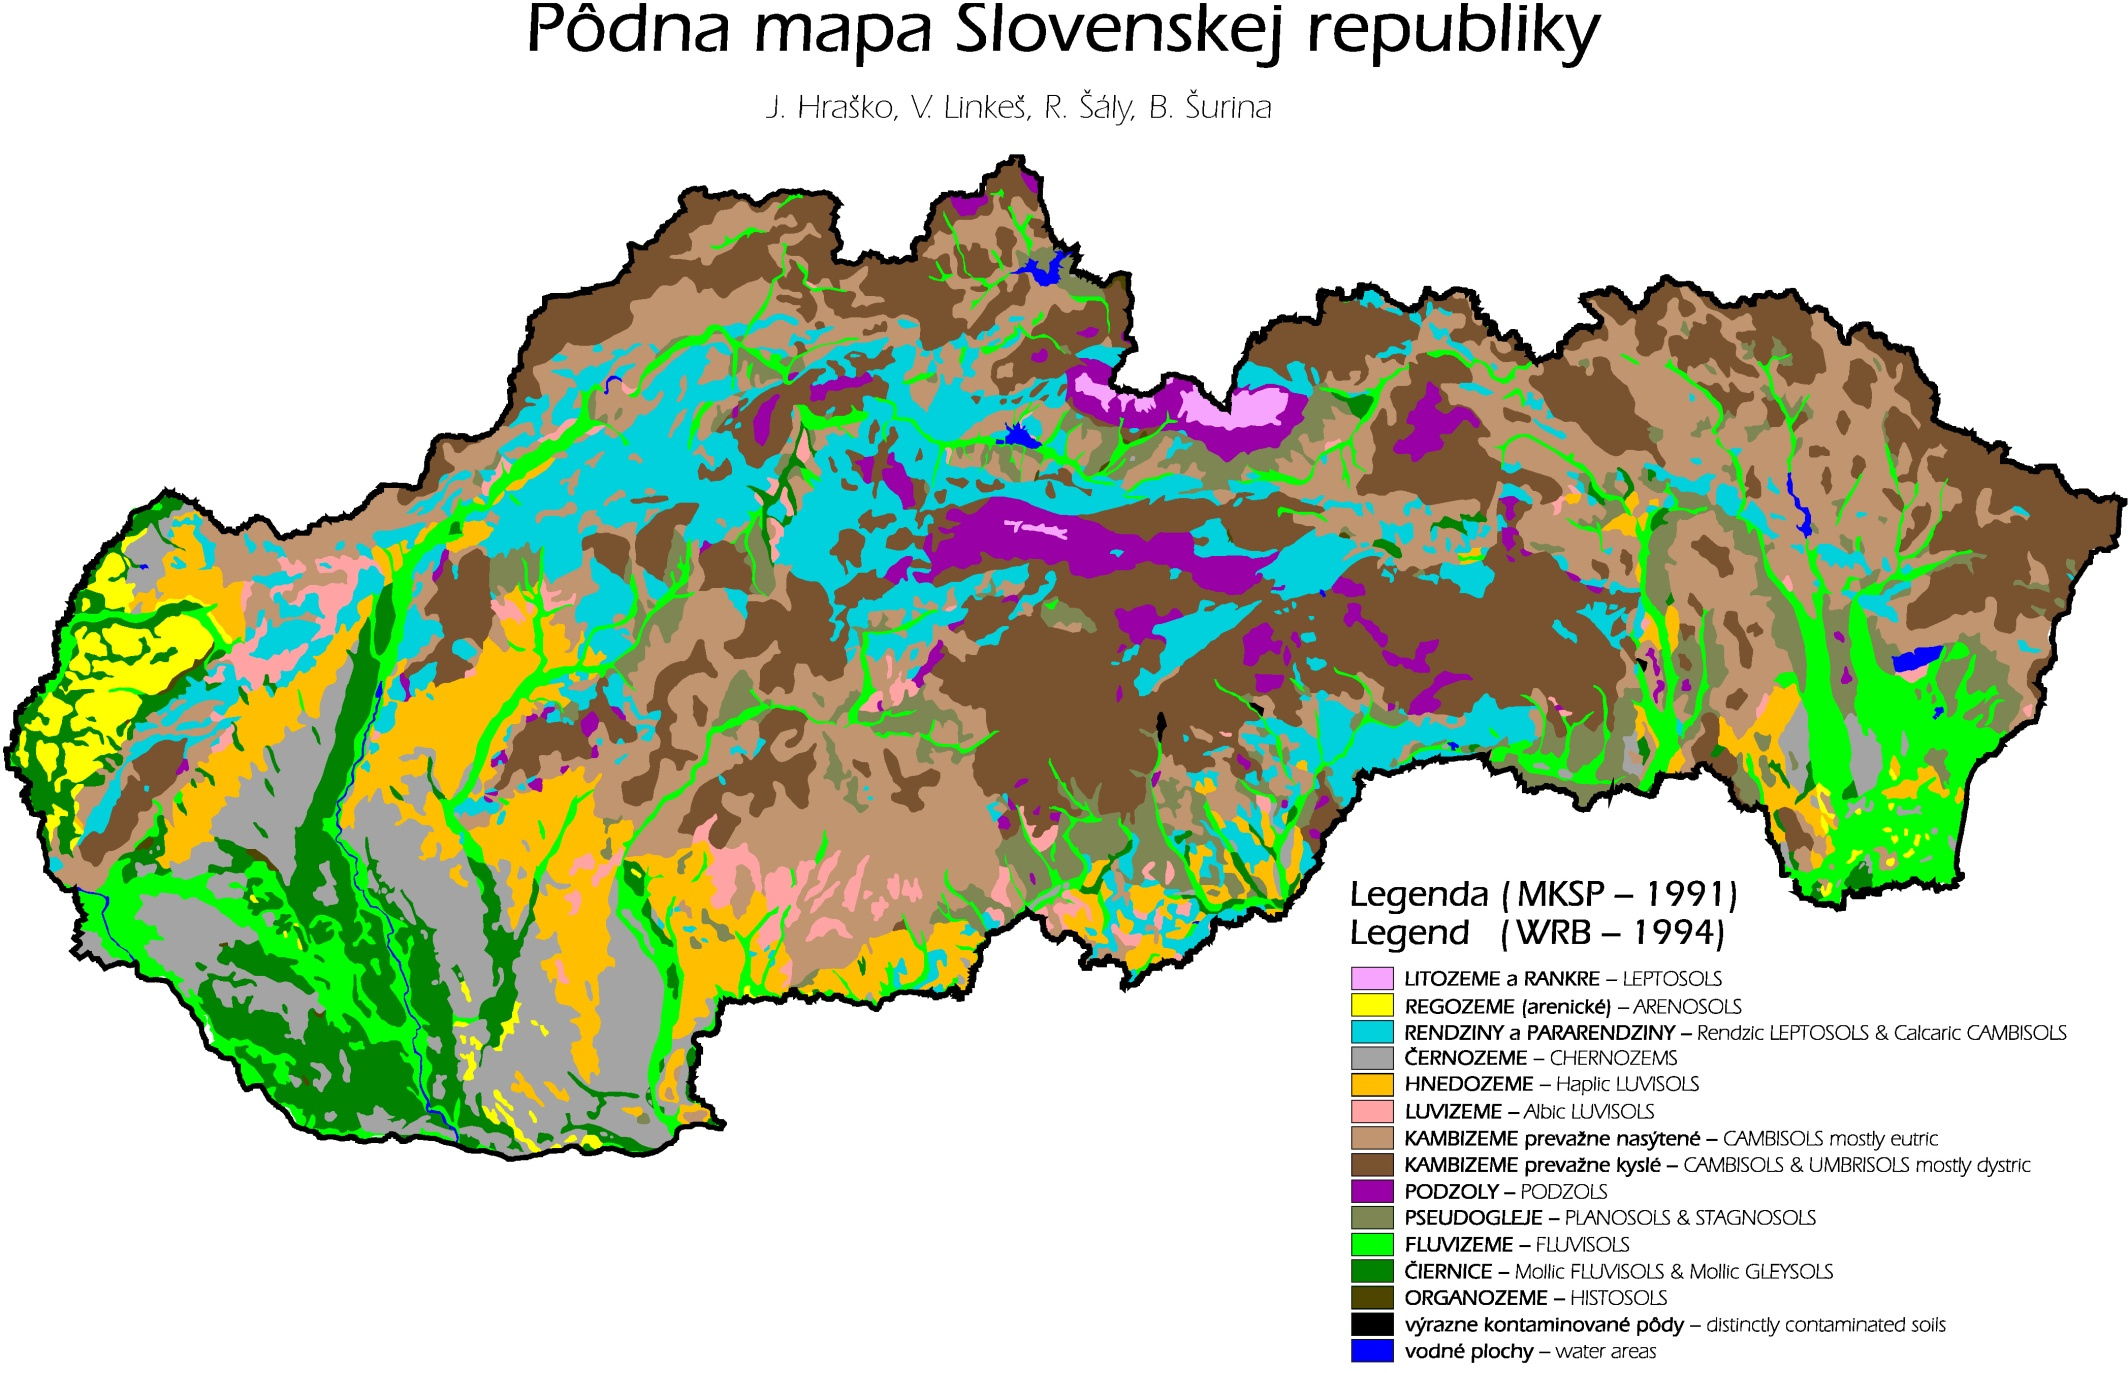 Pôdna mapa Slovenskej republiky
J. Hraško, V. Linkeš, R. Šály, B. Šurina
Legenda ( MKSP – 1991)
Legend ( WRB – 1994)
LITOZEME a RANKRE – LEPTOSOLS
REGOZEME (arenické) – ARENOSOLS
RENDZINY a PARARENDZINY – Rendzic LEPTOSOLS & Calcaric CAMBISOLS
ČERNOZEME – CHERNOZEMS
HNEDOZEME – Haplic LUVISOLS
LUVIZEME – Albic LUVISOLS
KAMBIZEME prevažne nasýtené – CAMBISOLS mostly eutric
KAMBIZEME prevažne kyslé – CAMBISOLS & UMBRISOLS mostly dystric
PODZOLY – PODZOLS
PSEUDOGLEJE – PLANOSOLS & STAGNOSOLS
FLUVIZEME – FLUVISOLS
ČIERNICE – Mollic FLUVISOLS & Mollic GLEYSOLS
ORGANOZEME – HISTOSOLS
výrazne kontaminované pôdy – distinctly contaminated soils
vodné plochy – water areas